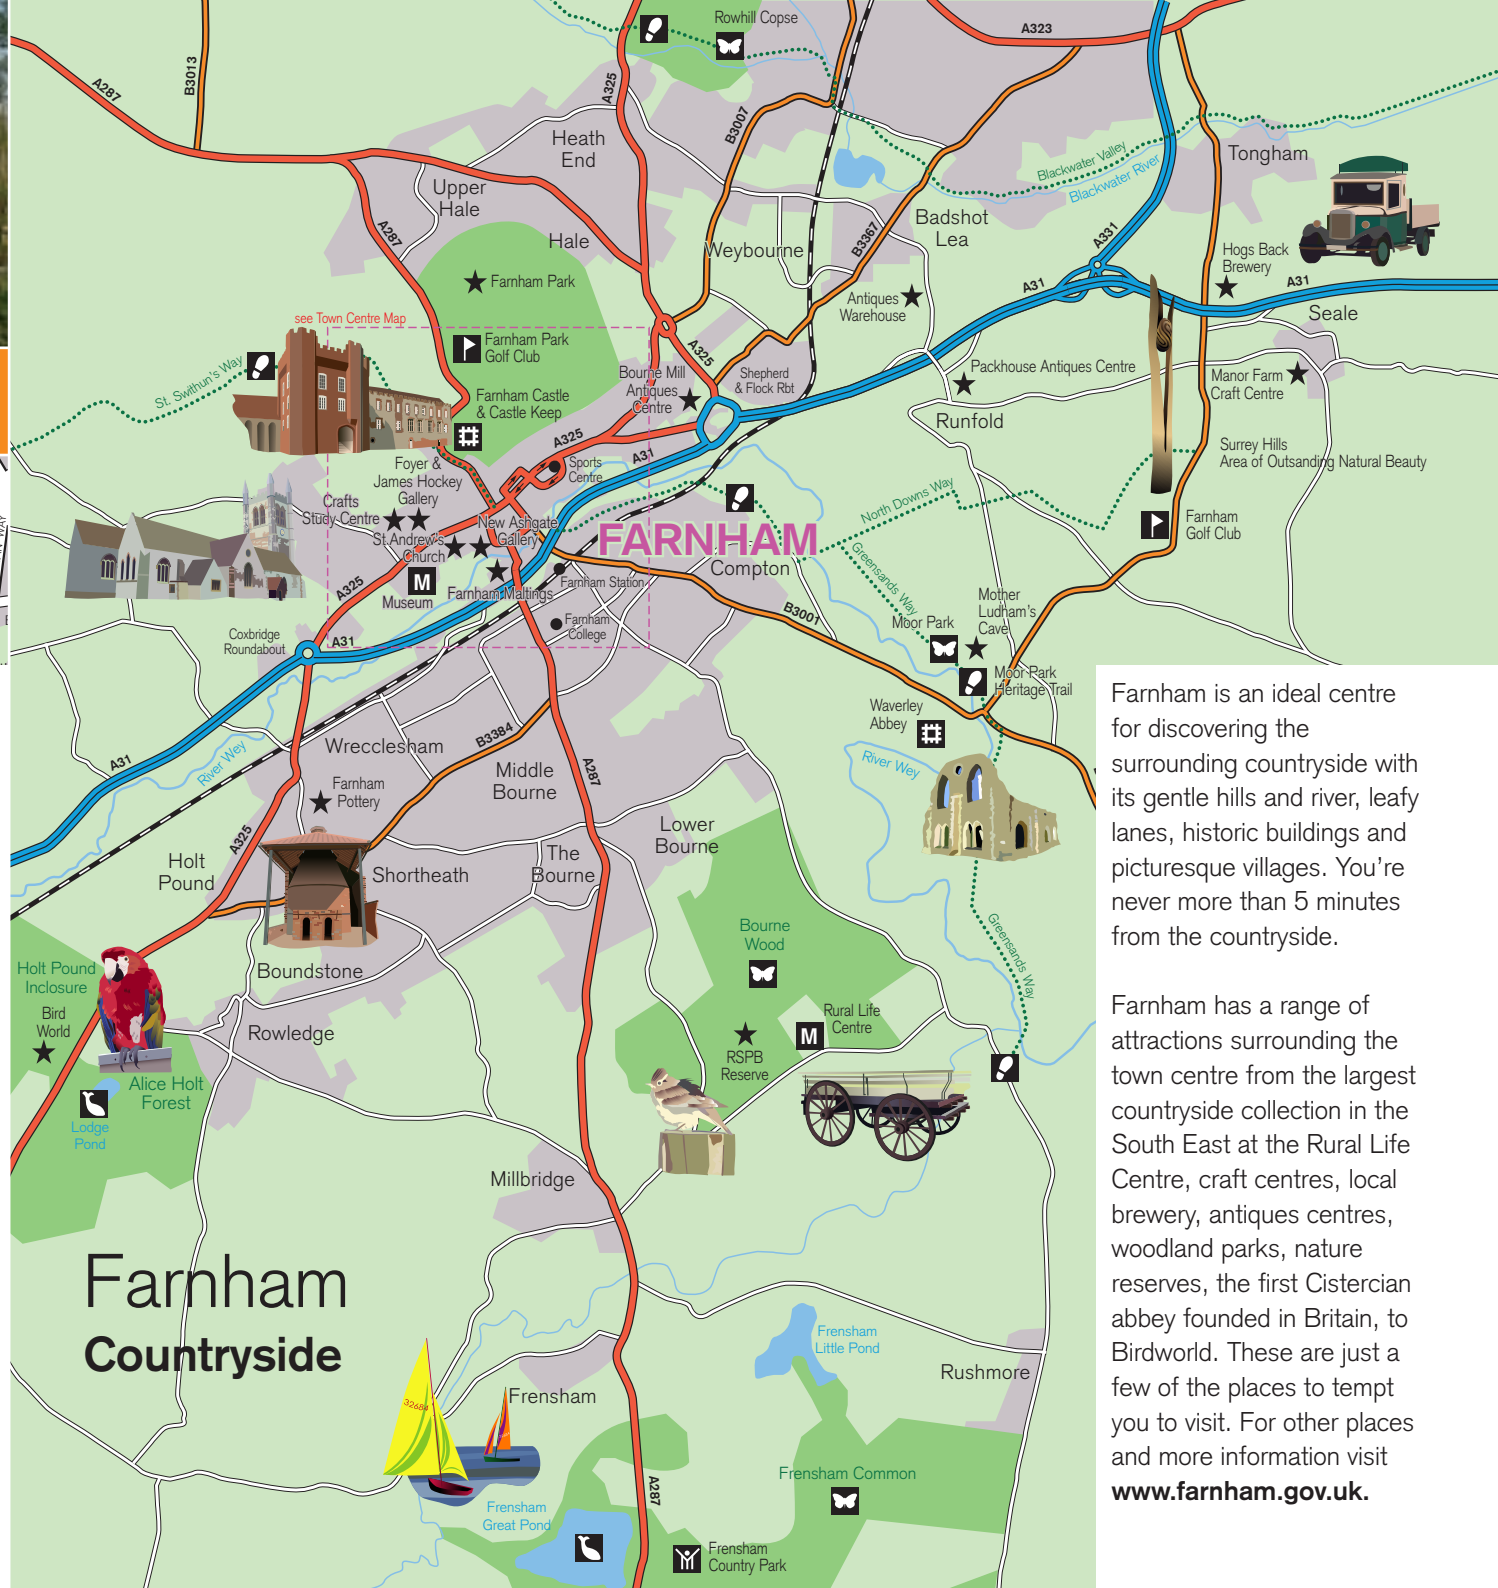 Rowhill Copse
A323
A287
B3013
A325
B3007
Heath
End
Blackwater Valley
Blackwater River
Tongham
Upper
Hale
Hale
A287
Weybourne
B3367
Badshot
Lea
A331
Hogs Back
Brewery
Farnham Park
Antiques
Warehouse
A31
A31
Seale
see Town Centre Map
Farnham Park
Golf Club
A325
St. Swithun's Way
Bourne Mill
Antiques
Centre
Shepherd
& Flock Rbt
Packhouse Antiques Centre
Manor Farm
Craft Centre
Farnham Castle
& Castle Keep
Runfold
A325
A31
Surrey Hills
Area of Outsanding Natural Beauty
Foyer &
James Hockey
Gallery
Sports
Centre
Crafts
Study Centre
North Downs Way
New Ashgate
Gallery
St.Andrew's
Church
FARNHAM
Farnham
Golf Club
Compton
Greensands Way
M
Museum
Farnham Maltings
Farnham Station
A325
Farnham
College
B3001
Mother
Ludham's
Cave
Moor Park
Coxbridge
Roundabout
A31
Moor Park
Heritage Trail
Waverley
Abbey
Wrecclesham
B3384
River Wey
A31
River Wey
Middle
Bourne
A287
Farnham
Pottery
A325
Lower
Bourne
Holt
Pound
Shortheath
The
Bourne
Bourne
Wood
Greensands Way
Holt Pound
Inclosure
Boundstone
Bird
World
Rowledge
Rural Life
Centre
M
RSPB
Reserve
Alice Holt
Forest
Lodge
Pond
Millbridge
Farnham
Countryside
Frensham
Little Pond
Rushmore
Frensham
32684
Frensham Common
A287
Frensham
Great Pond
Frensham
Country Park
Farnham is an ideal centre
for discovering the
surrounding countryside with
its gentle hills and river, leafy
lanes, historic buildings and
picturesque villages. You're
never more than 5 minutes
from the countryside.
Farnham has a range of
attractions surrounding the
town centre from the largest
countryside collection in the
South East at the Rural Life
Centre, craft centres, local
brewery, antiques centres,
woodland parks, nature
reserves, the first Cistercian
abbey founded in Britain, to
Birdworld. These are just a
few of the places to tempt
you to visit. For other places
and more information visit
www.farnham.gov.uk.